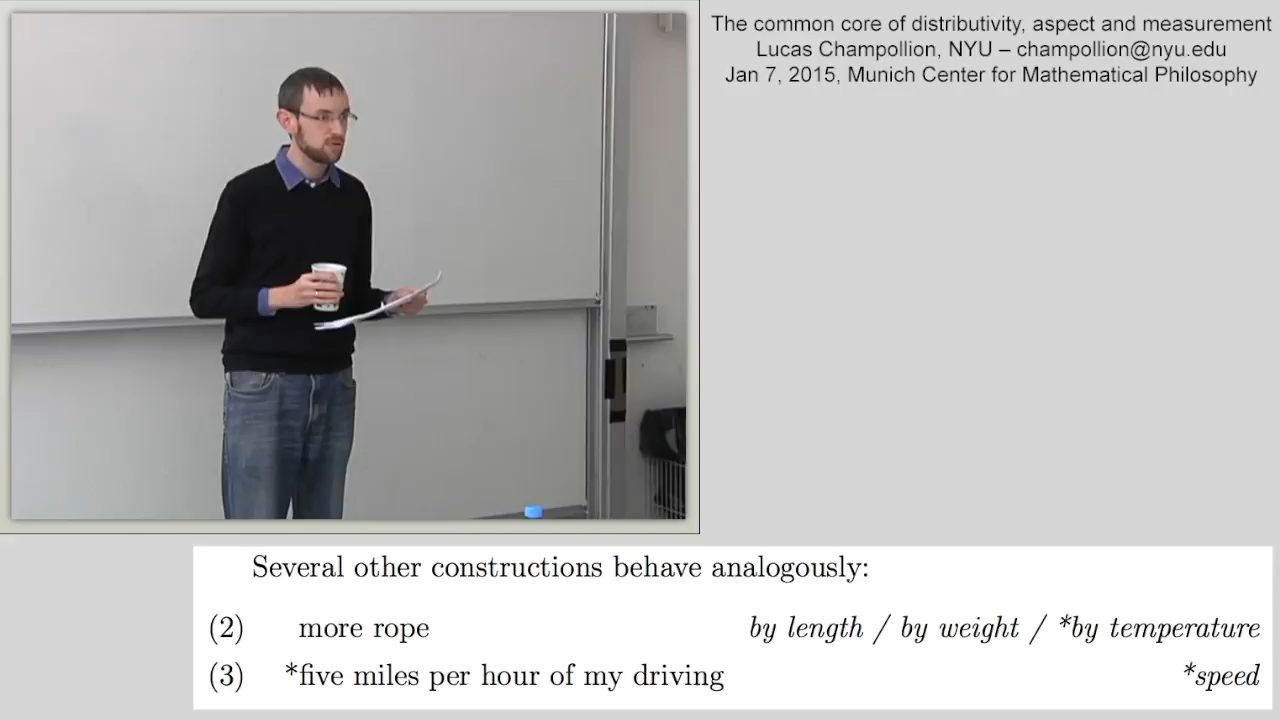 The common core of distributivity, aspect and measurement
Lucas Champollion, NYU – champollion@nyu.edu
Jan 7, 2015, Munich Center for Mathematical Philosophy
Several other constructions behave analogously:
(2) more rope by length / by weight / *by temperature
(3) *five miles per hour of my driving *speed